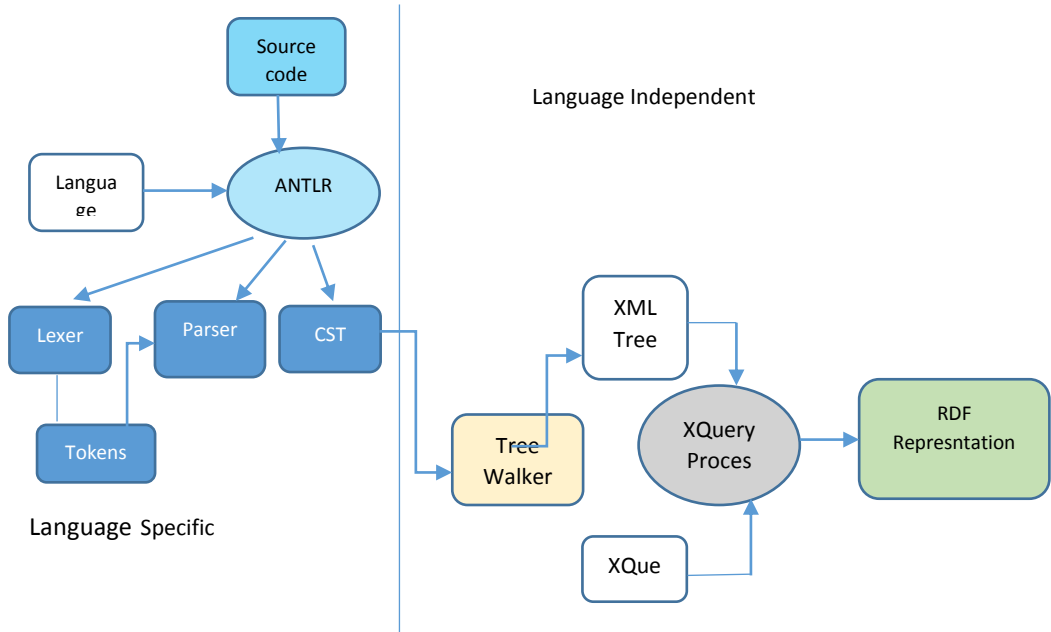 Source
code
Language Independent
ANTLR
Langua
ge
Lexer
Parser
CST
Tokens
XML
Tree
Tree
Walker
XQuery
Proces
RDF
Represntation
Language Specific
XQue